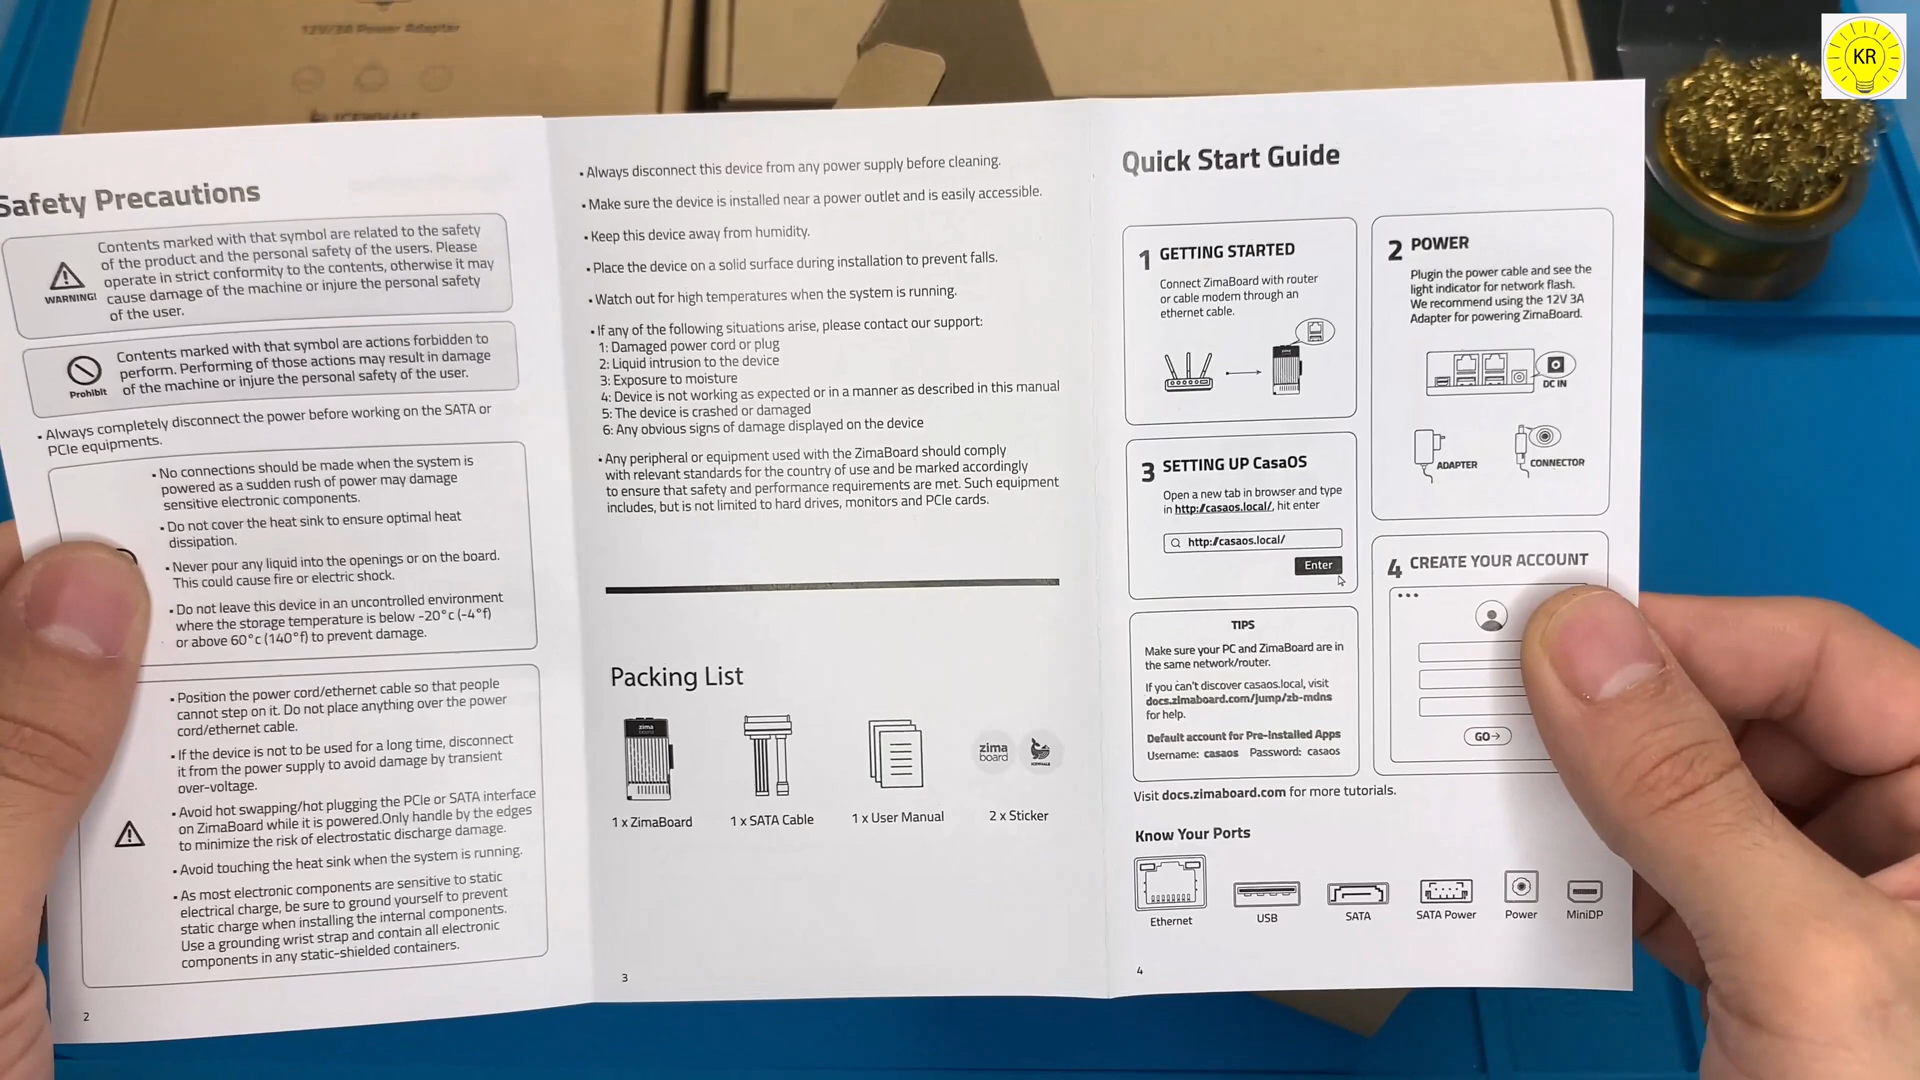 12V/3A Power Adapter
ICEWHALE
KR
Safety Precautions
WARNING!
Contents marked with that symbol are related to the safety
of the product and the personal safety of the users. Please
operate in strict conformity to the contents, otherwise it may
cause damage of the machine or injure the personal safety
of the user.
Prohibit
Contents marked with that symbol are actions forbidden to
perform. Performing of those actions may result in damage
of the machine or injure the personal safety of the user.
• Always completely disconnect the power before working on the SATA or
PCIe equipments.
• No connections should be made when the system is
powered as a sudden rush of power may damage
sensitive electronic components.
• Do not cover the heat sink to ensure optimal heat
dissipation.
• Never pour any liquid into the openings or on the board.
This could cause fire or electric shock.
• Do not leave this device in an uncontrolled environment
where the storage temperature is below -20°c (-4°f)
or above 60°c (140°f) to prevent damage.
• Position the power cord/ethernet cable so that people
cannot step on it. Do not place anything over the power
cord/ethernet cable.
• If the device is not to be used for a long time, disconnect
it from the power supply to avoid damage by transient
over-voltage.
• Avoid hot swapping/hot plugging the PCIe or SATA interface
on ZimaBoard while it is powered.Only handle by the edges
to minimize the risk of electrostatic discharge damage.
• Avoid touching the heat sink when the system is running.
• As most electronic components are sensitive to static
electrical charge, be sure to ground yourself to prevent
static charge when installing the internal components.
Use a grounding wrist strap and contain all electronic
components in any static-shielded containers.
2
• Always disconnect this device from any power supply before cleaning.
• Make sure the device is installed near a power outlet and is easily accessible.
• Keep this device away from humidity.
• Place the device on a solid surface during installation to prevent falls.
• Watch out for high temperatures when the system is running.
• If any of the following situations arise, please contact our support:
1: Damaged power cord or plug
2: Liquid intrusion to the device
3: Exposure to moisture
4: Device is not working as expected or in a manner as described in this manual
5: The device is crashed or damaged
6: Any obvious signs of damage displayed on the device
• Any peripheral or equipment used with the ZimaBoard should comply
with relevant standards for the country of use and be marked accordingly
to ensure that safety and performance requirements are met. Such equipment
includes, but is not limited to hard drives, monitors and PCIe cards.
Packing List
zima
board
zima
board
ICEWHALE
1 x ZimaBoard
1 x SATA Cable
1 x User Manual
2 x Sticker
3
Quick Start Guide
1 GETTING STARTED
Connect ZimaBoard with router
or cable modem through an
ethernet cable.
zima
2 POWER
Plugin the power cable and see the
light indicator for network flash.
We recommend using the 12V 3A
Adapter for powering ZimaBoard.
DC IN
ADAPTER
CONNECTOR
3 SETTING UP CasaOS
Open a new tab in browser and type
in http://casaos.local/, hit enter
http://casaos.local/
Enter
4 CREATE YOUR ACCOUNT
GO→
TIPS
Make sure your PC and ZimaBoard are in
the same network/router.
If you can't discover casaos.local, visit
docs.zimaboard.com/jump/zb-mdns
for help.
Default account for Pre-Installed Apps
Username: casaos Password: casaos
Visit docs.zimaboard.com for more tutorials.
Know Your Ports
Ethernet
USB
SATA
SATA Power
Power
MiniDP
4